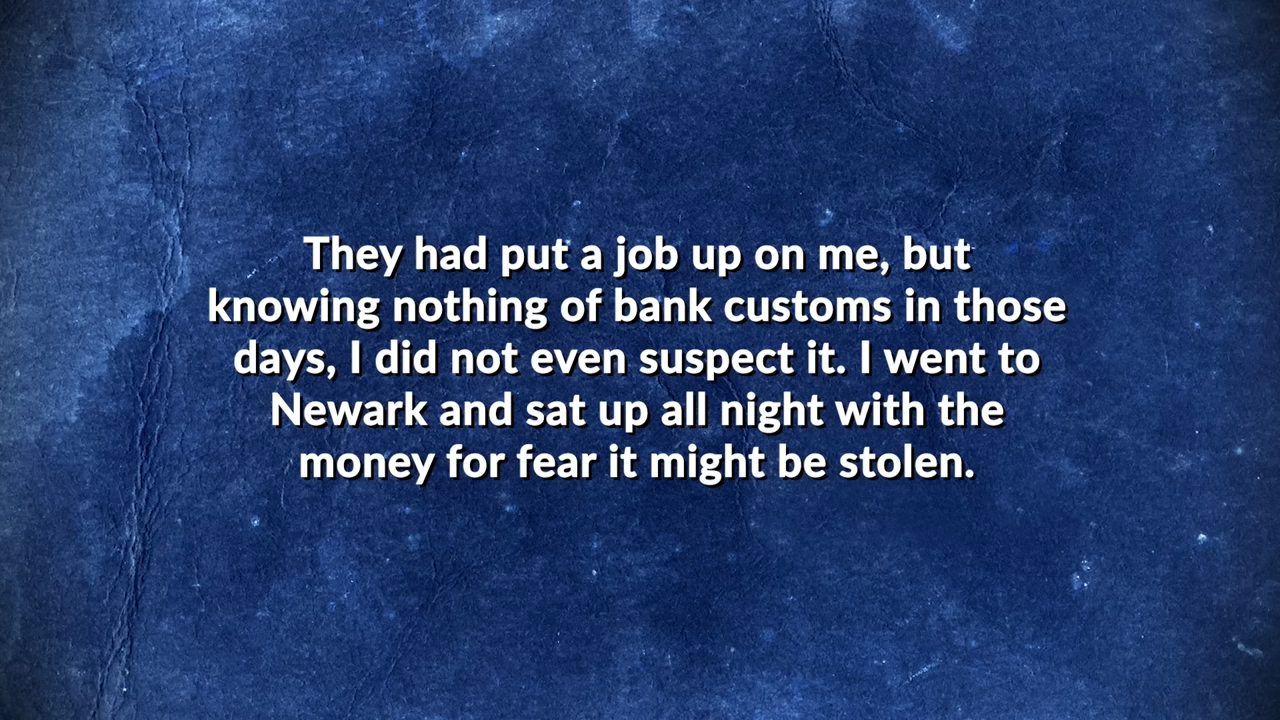 They had put a job up on me, but
knowing nothing of bank customs in those
days, I did not even suspect it. I went to
Newark and sat up all night with the
money for fear it might be stolen.